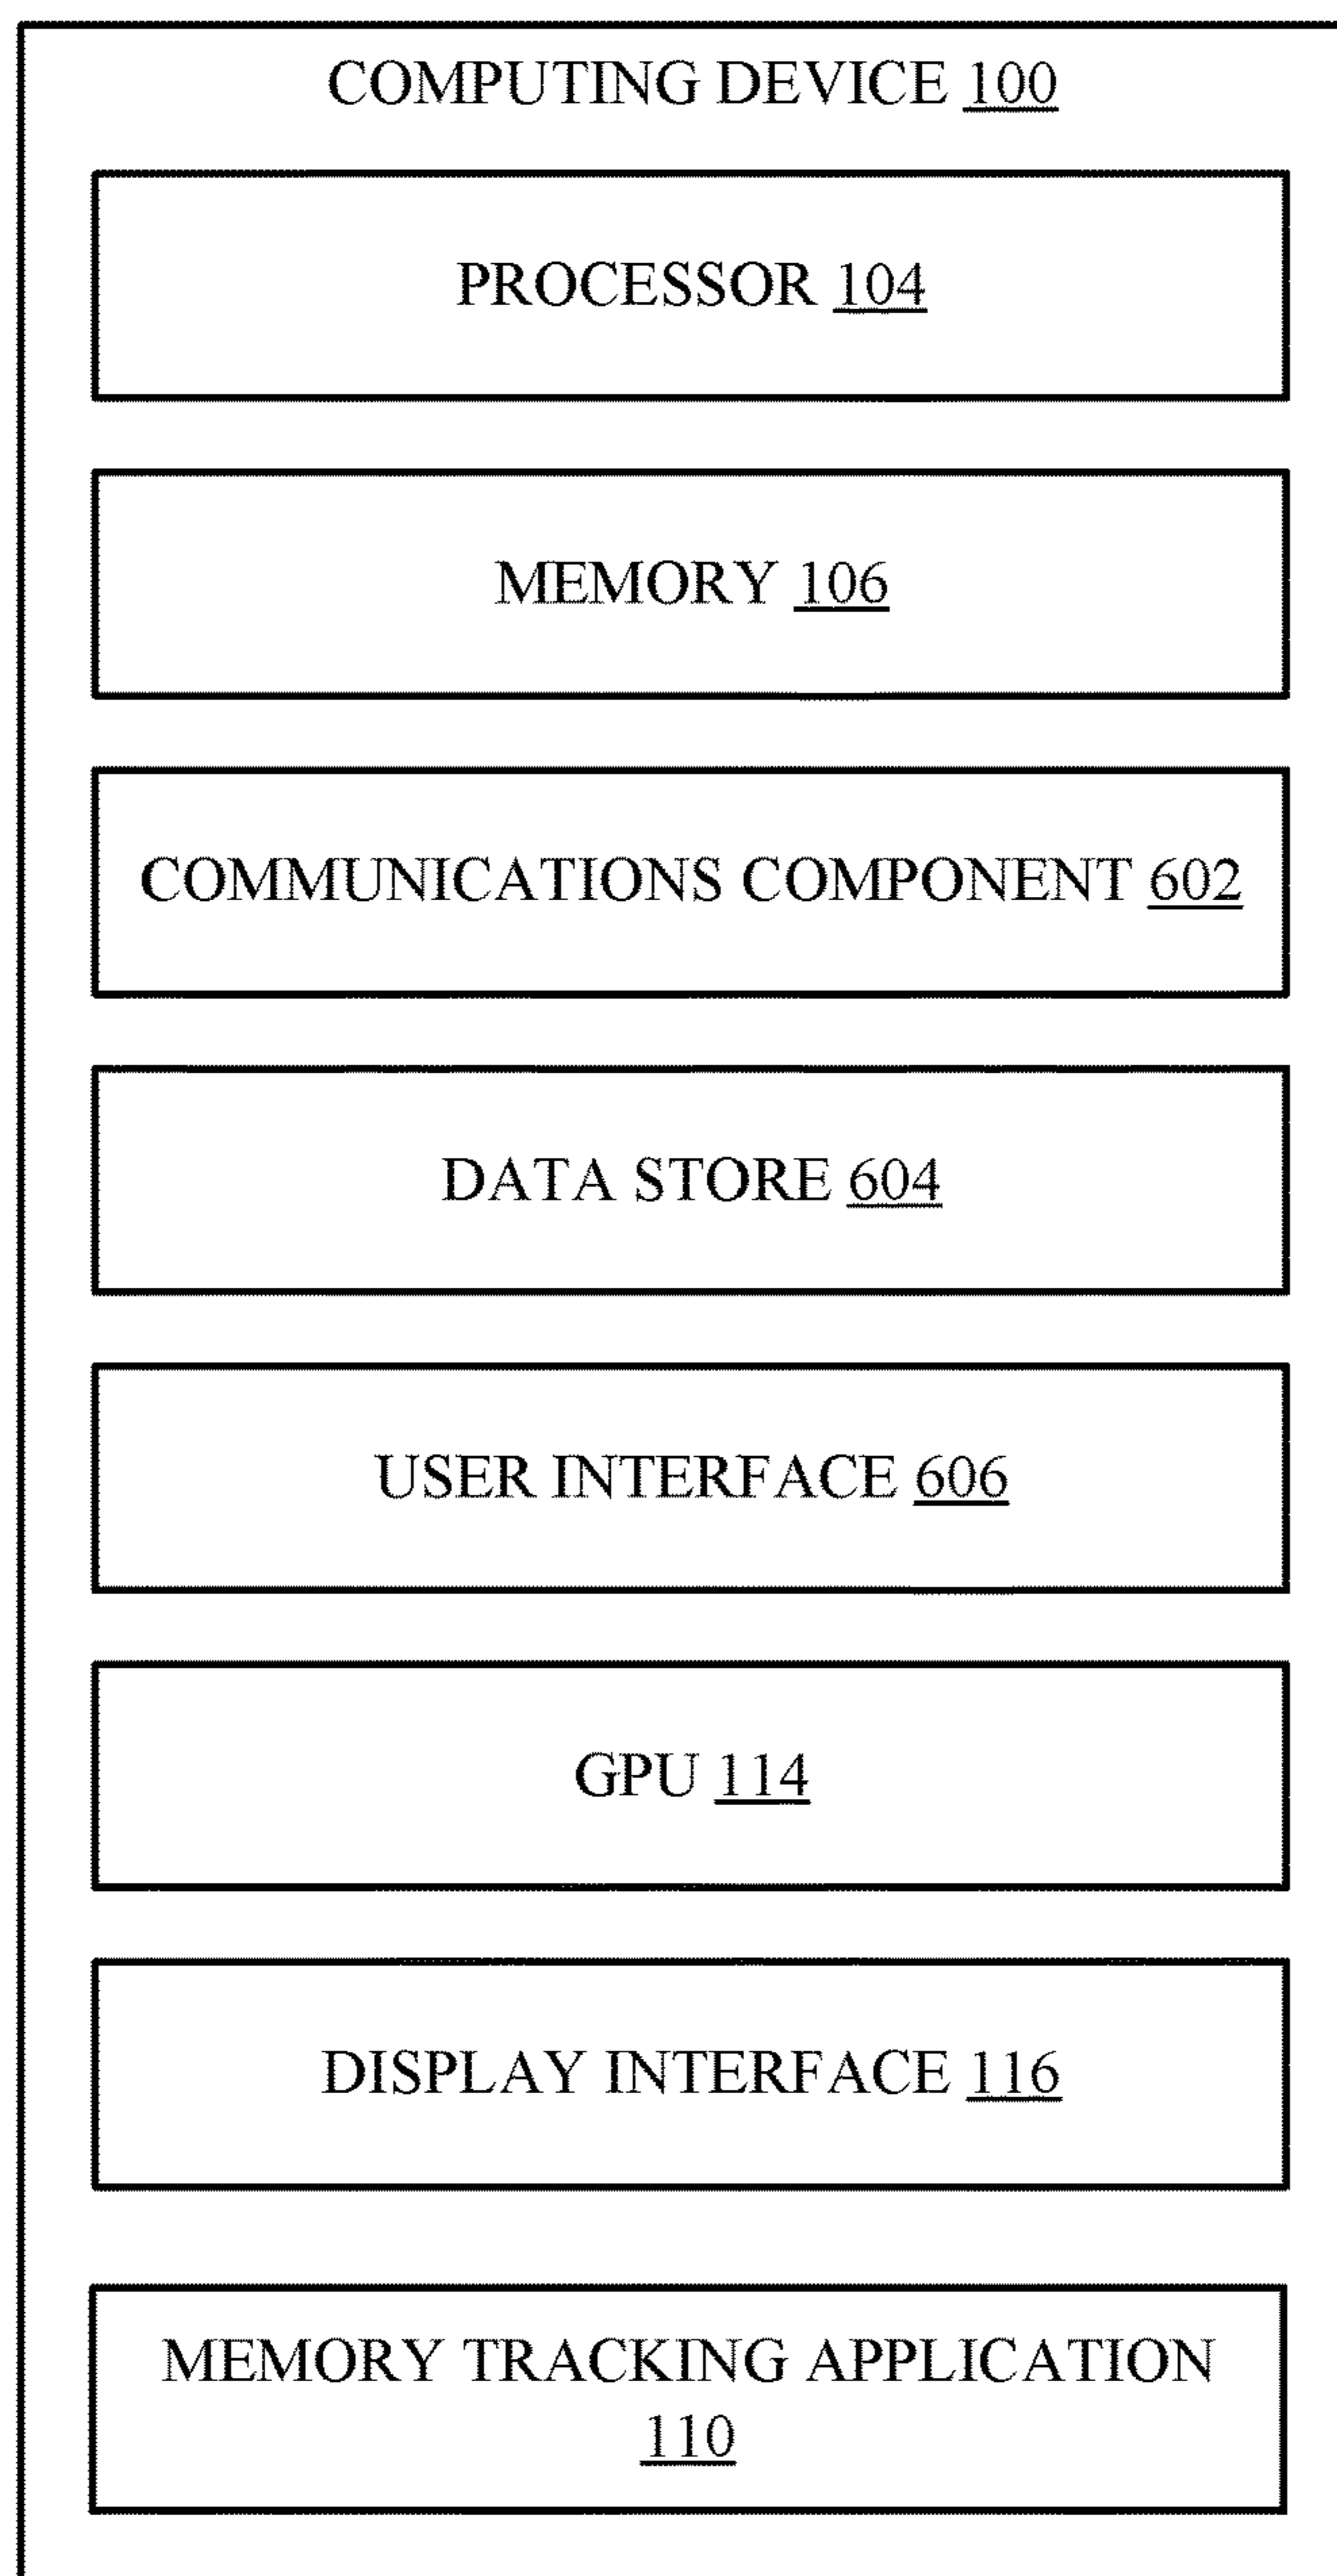 COMPUTING DEVICE 100
PROCESSOR 104
MEMORY 106
COMMUNICATIONS COMPONENT 602
DATA STORE 604
USER INTERFACE 606
GPU 114
DISPLAY INTERFACE 116
MEMORY TRACKING APPLICATION
110